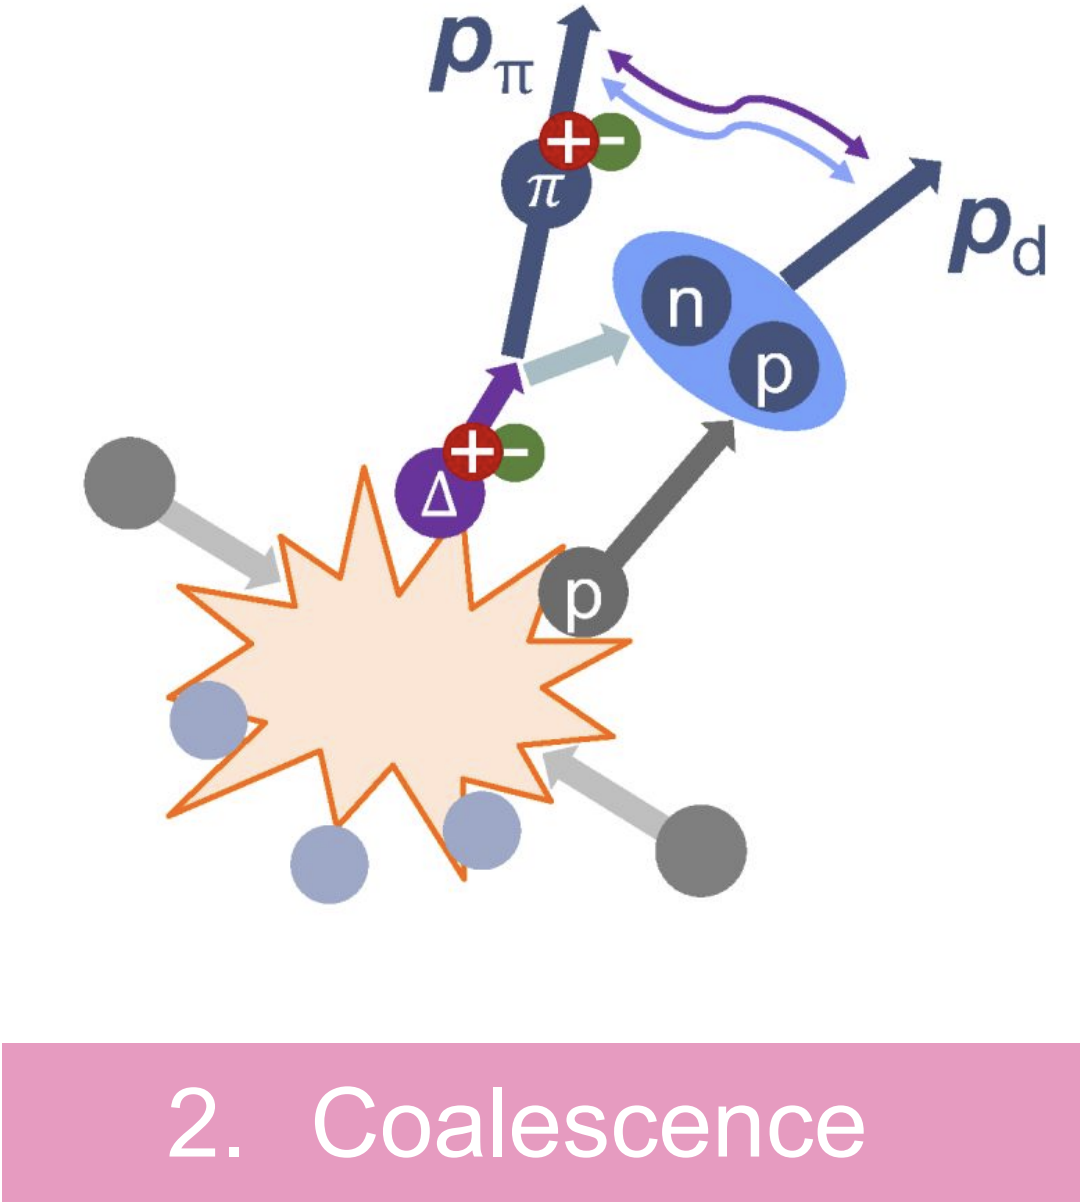 pπ
+ −
π
pd
n
p
+ −
Δ
p
2. Coalescence